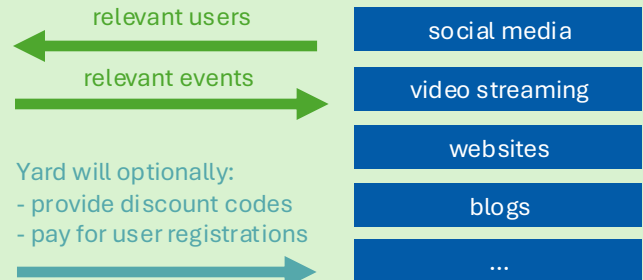 relevant users
relevant events
Yard will optionally:
- provide discount codes
- pay for user registrations
social media
video streaming
websites
blogs
...